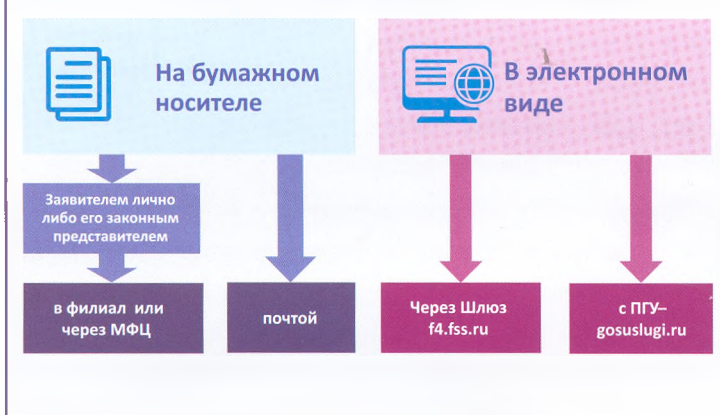 На бумажном
носителе
В электронном
виде
Заявителем лично
либо его законным
представителем
в филиал или
через МФЦ
почтой
Через Шлюз
f4.fss.ru
с ПГУ–
gosuslugi.ru